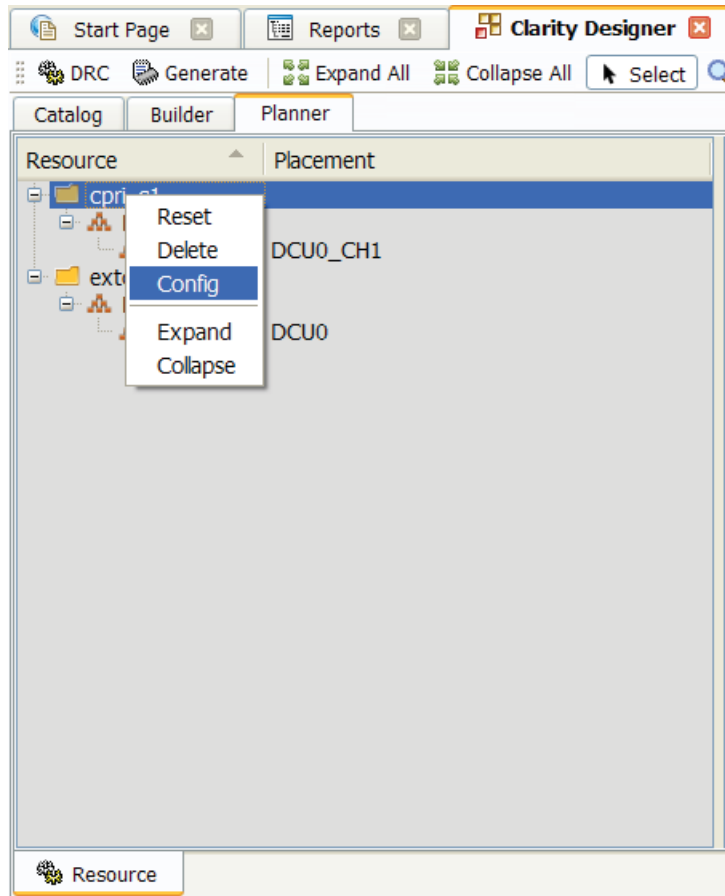 Start Page Reports Clarity Designer
DRC Generate Expand All Collapse All Select
Catalog Builder Planner
Resource Placement
Reset
Delete DCU0_CH1
Config
Expand DCU0
Collapse
Resource